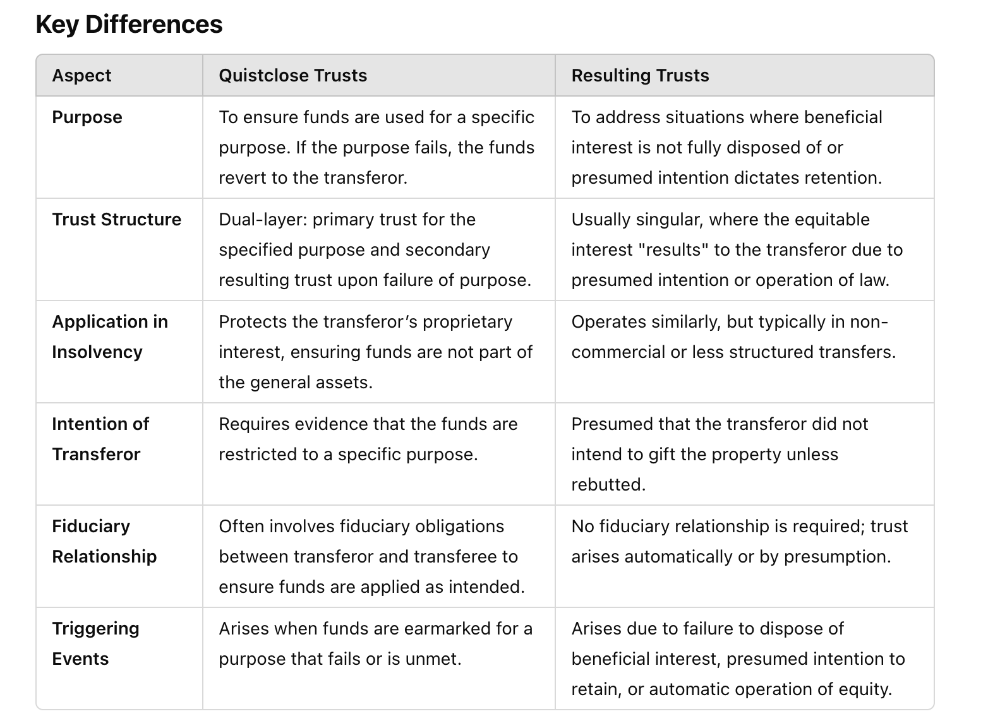 Key Differences
Aspect
Quistclose Trusts
Resulting Trusts
Purpose
To ensure funds are used for a specific
purpose. If the purpose fails, the funds
revert to the transferor.
To address situations where beneficial
interest is not fully disposed of or
presumed intention dictates retention.
Trust Structure
Dual-layer: primary trust for the
specified purpose and secondary
resulting trust upon failure of purpose.
Usually singular, where the equitable
interest "results" to the transferor due to
presumed intention or operation of law.
Application in
Insolvency
Protects the transferor’s proprietary
interest, ensuring funds are not part of
the general assets.
Operates similarly, but typically in non-
commercial or less structured transfers.
Intention of
Transferor
Requires evidence that the funds are
restricted to a specific purpose.
Presumed that the transferor did not
intend to gift the property unless
rebutted.
Fiduciary
Relationship
Often involves fiduciary obligations
between transferor and transferee to
ensure funds are applied as intended.
No fiduciary relationship is required; trust
arises automatically or by presumption.
Triggering
Events
Arises when funds are earmarked for a
purpose that fails or is unmet.
Arises due to failure to dispose of
beneficial interest, presumed intention to
retain, or automatic operation of equity.